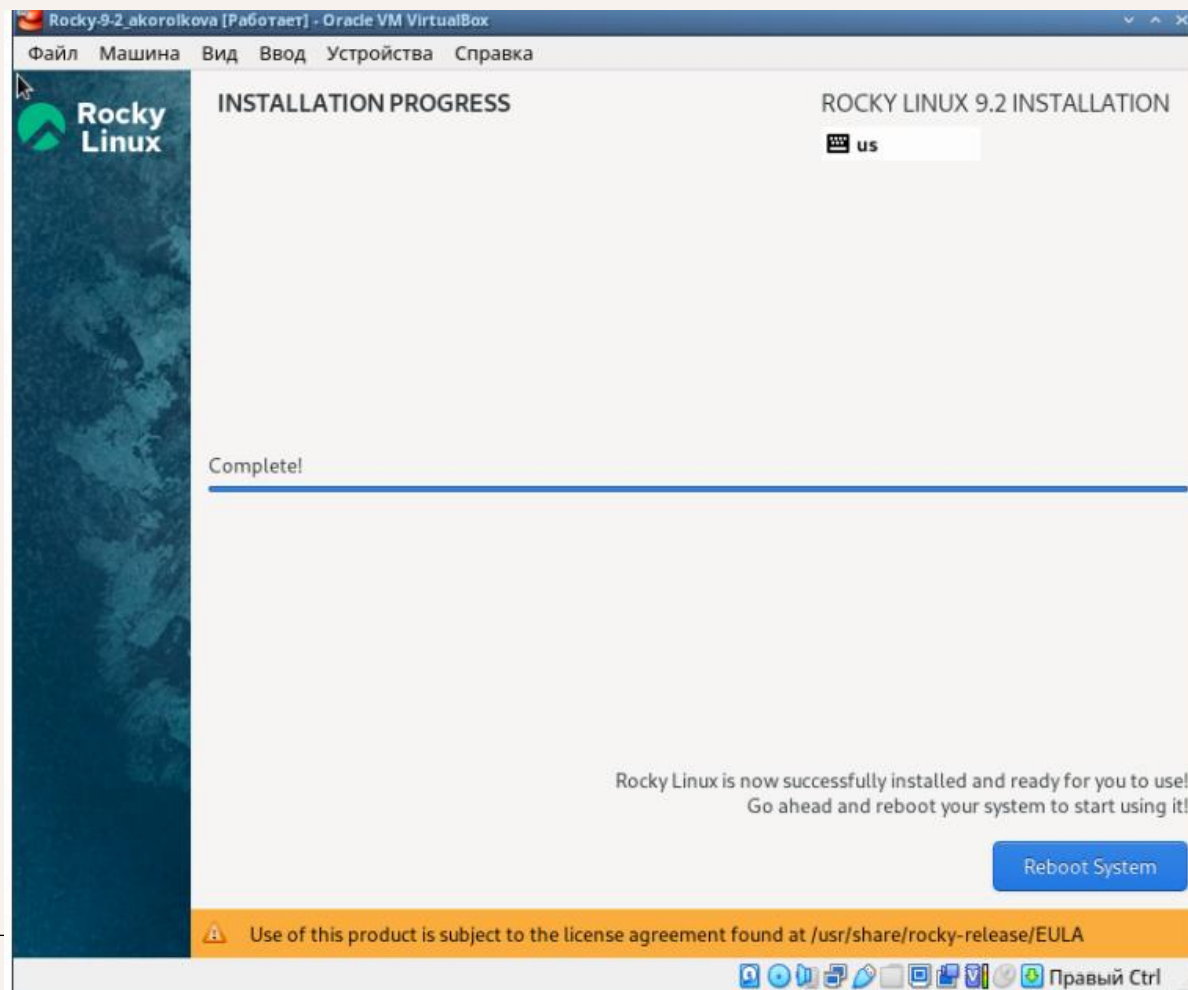 Rocky-9-2_akorolkova [Работает] - Oracle VM VirtualBox
Файл Машина Вид Ввод Устройства Справка
Rocky
Linux
INSTALLATION PROGRESS
ROCKY LINUX 9.2 INSTALLATION
us
Complete!
Rocky Linux is now successfully installed and ready for you to use!
Go ahead and reboot your system to start using it!
Reboot System
Use of this product is subject to the license agreement found at /usr/share/rocky-release/EULA
Правый Ctrl